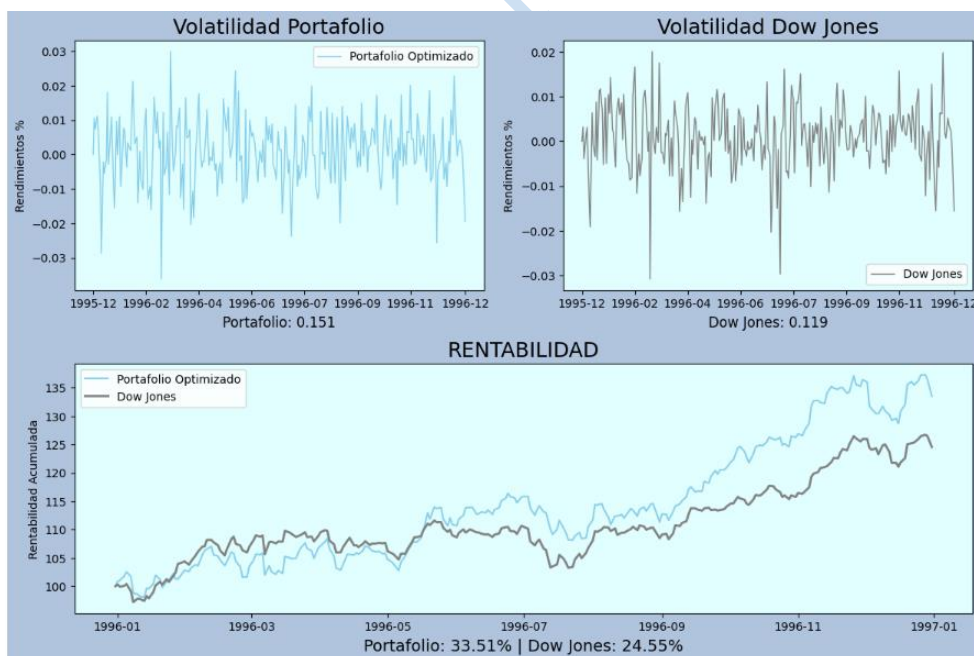 Volatilidad Portafolio
Rendimientos %
0.03
0.02
0.01
0.00
−0.01
−0.02
−0.03
Portafolio Optimizado
1995-12 1996-02 1996-04 1996-06 1996-07 1996-09 1996-11 1996-12
Portafolio: 0.151
Volatilidad Dow Jones
Rendimientos %
0.02
0.01
0.00
−0.01
−0.02
−0.03
Dow Jones
1995-12 1996-02 1996-04 1996-06 1996-07 1996-09 1996-11 1996-12
Dow Jones: 0.119
RENTABILIDAD
Rentabilidad Acumulada
135
130
125
120
115
110
105
100
Portafolio Optimizado
Dow Jones
1996-01 1996-03 1996-05 1996-07 1996-09 1996-11 1997-01
Portafolio: 33.51% | Dow Jones: 24.55%